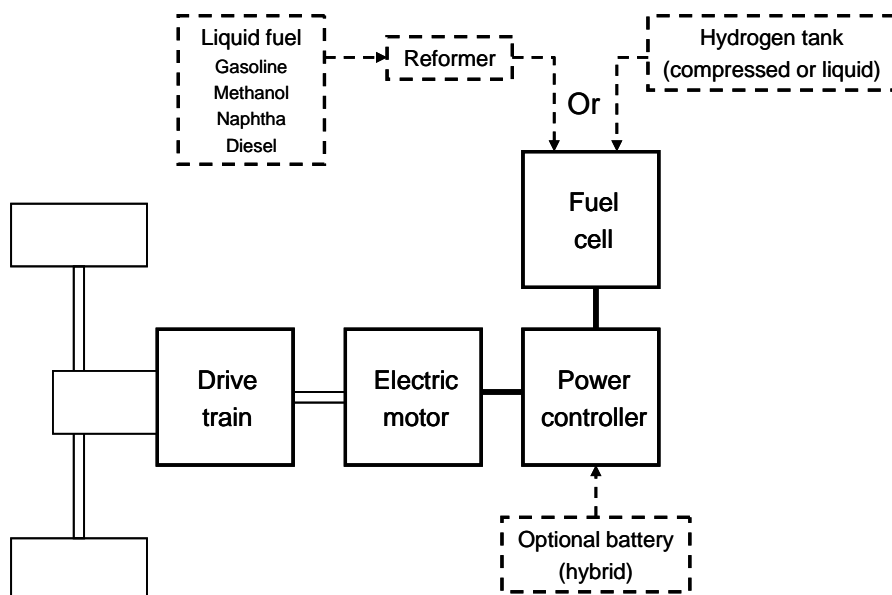 Liquid fuel
Gasoline
Methanol
Naphtha
Diesel
Reformer
Or
Hydrogen tank
(compressed or liquid)
Fuel
cell
Drive
train
Electric
motor
Power
controller
Optional battery
(hybrid)